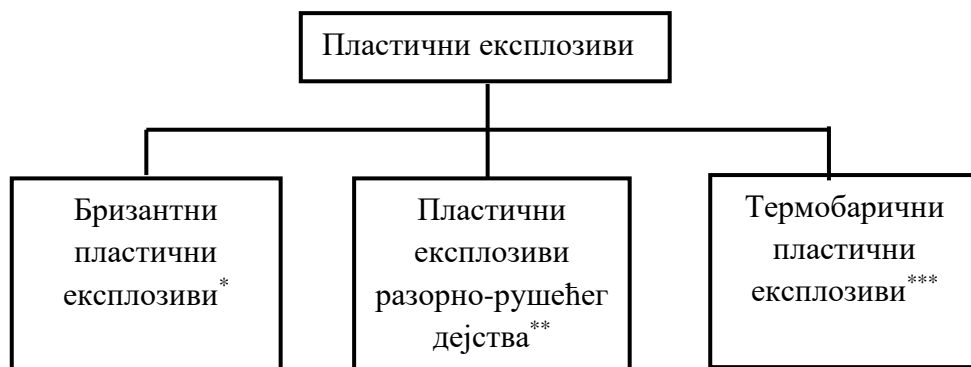 Пластични експлозиви
Бризантни
пластични
експлозиви*
Пластични
експлозиви
разорно-рушећег
дејства**
Термобарични
пластични
експлозиви***